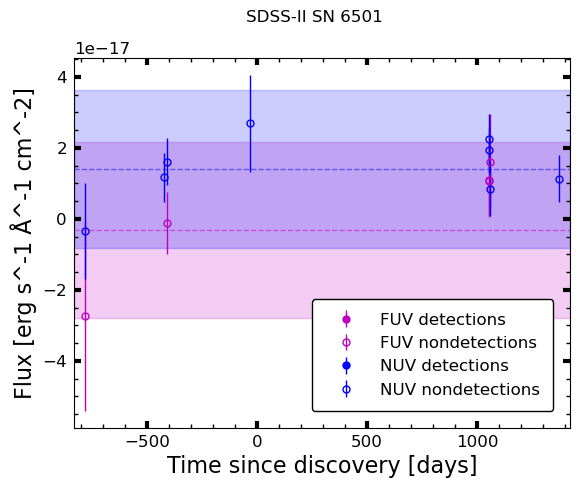 SDSS-II SN 6501
1e−17
Flux [erg s^-1 Å^-1 cm^-2]
4
2
0
−2
−4
FUV detections
FUV nondetections
NUV detections
NUV nondetections
−500
0
500
1000
Time since discovery [days]